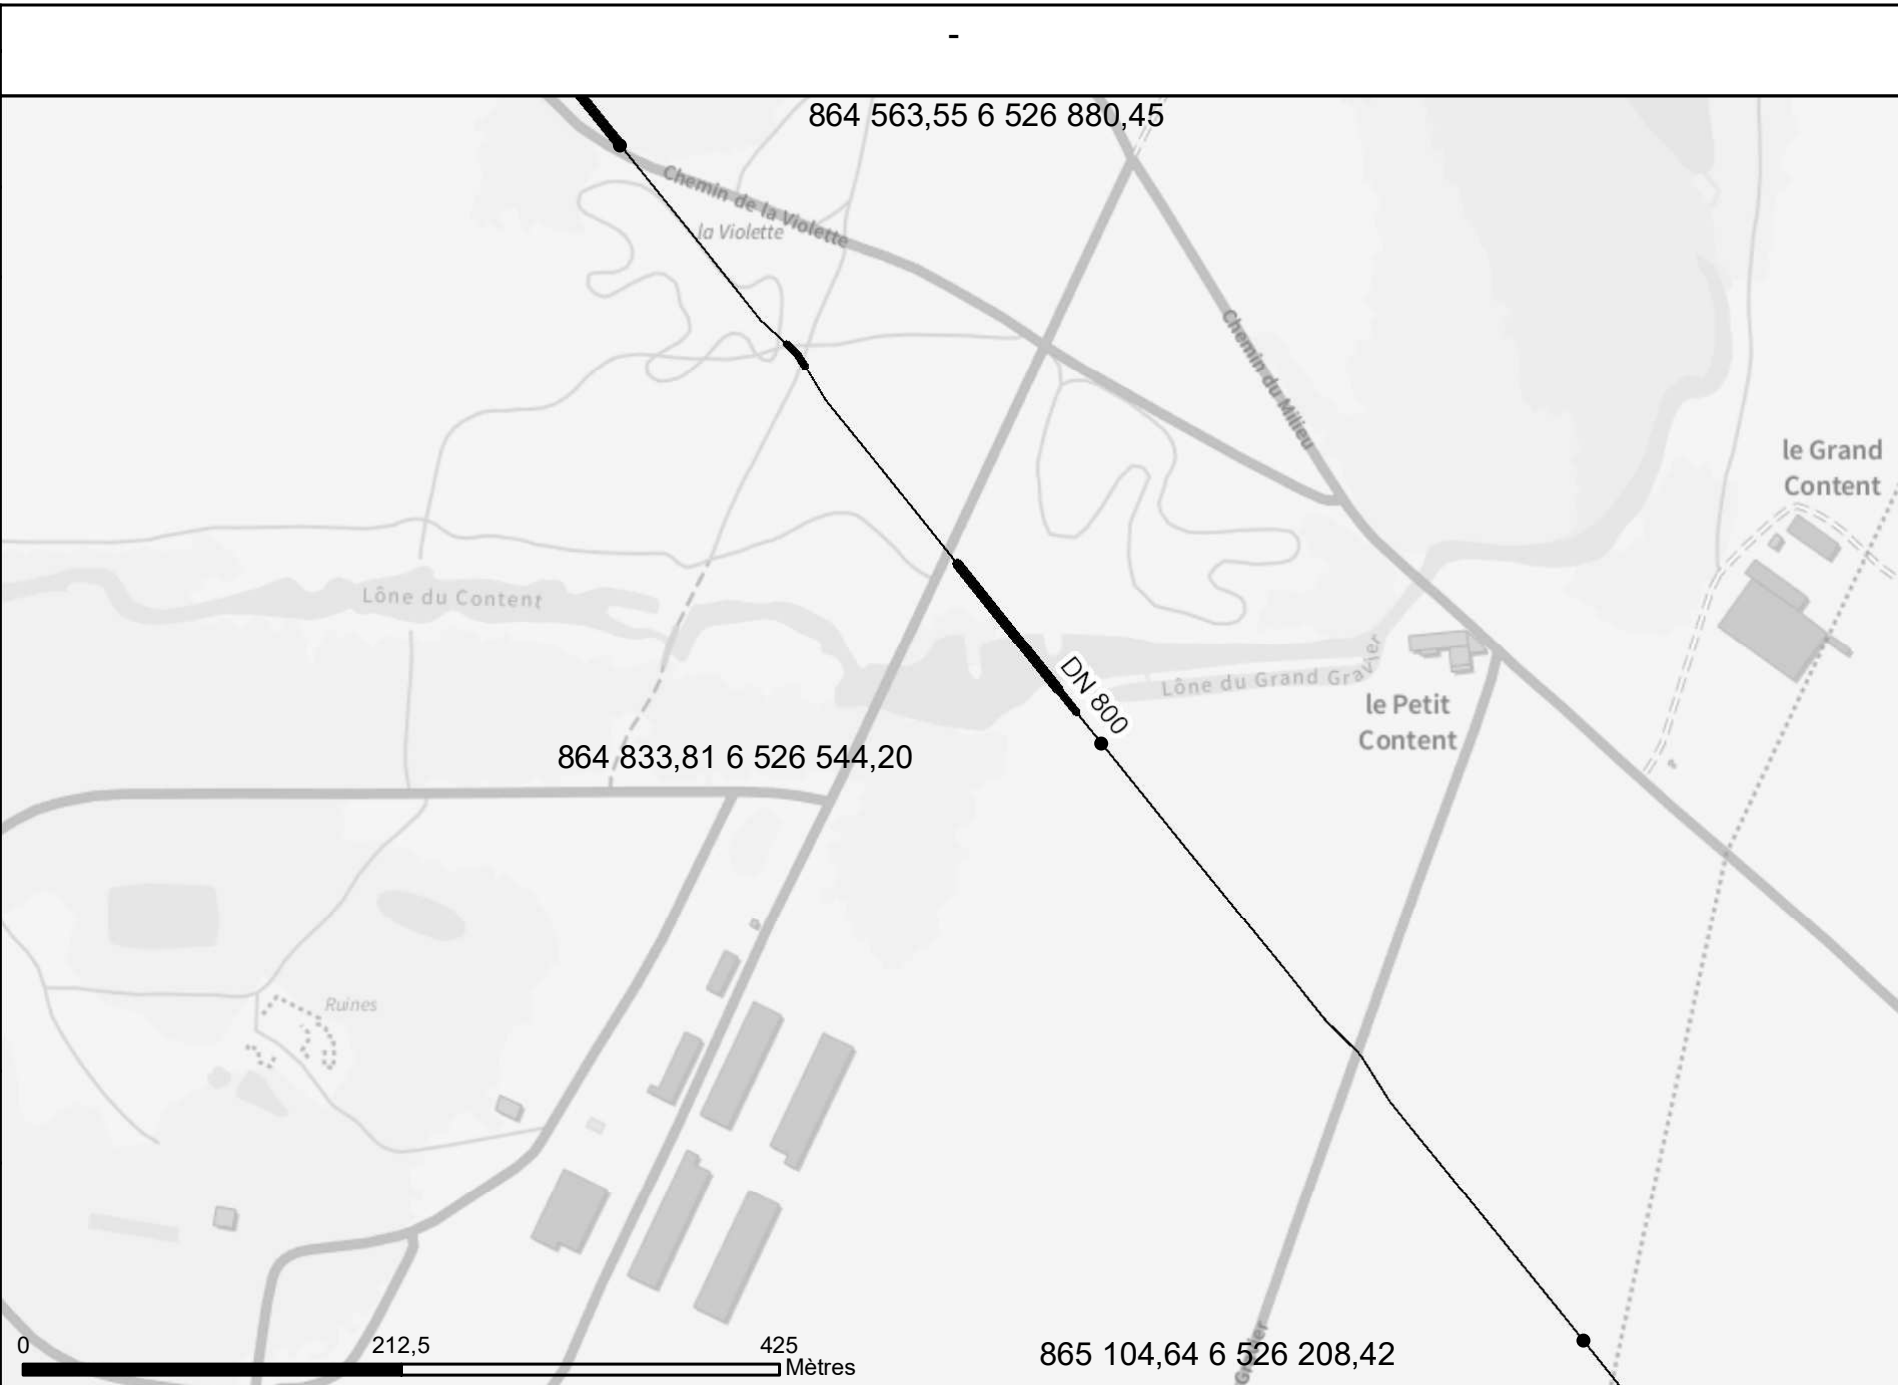 -
864 563,55 6 526 880,45
Chemin de la Violette
la Violette
Chemin du Milieu
le Grand
Content
Lône du Content
DN 800
Lône du Grand Gravier
le Petit
Content
864 833,81 6 526 544,20
Ruines
0 212,5 425
Mètres
865 104,64 6 526 208,42
Gravier